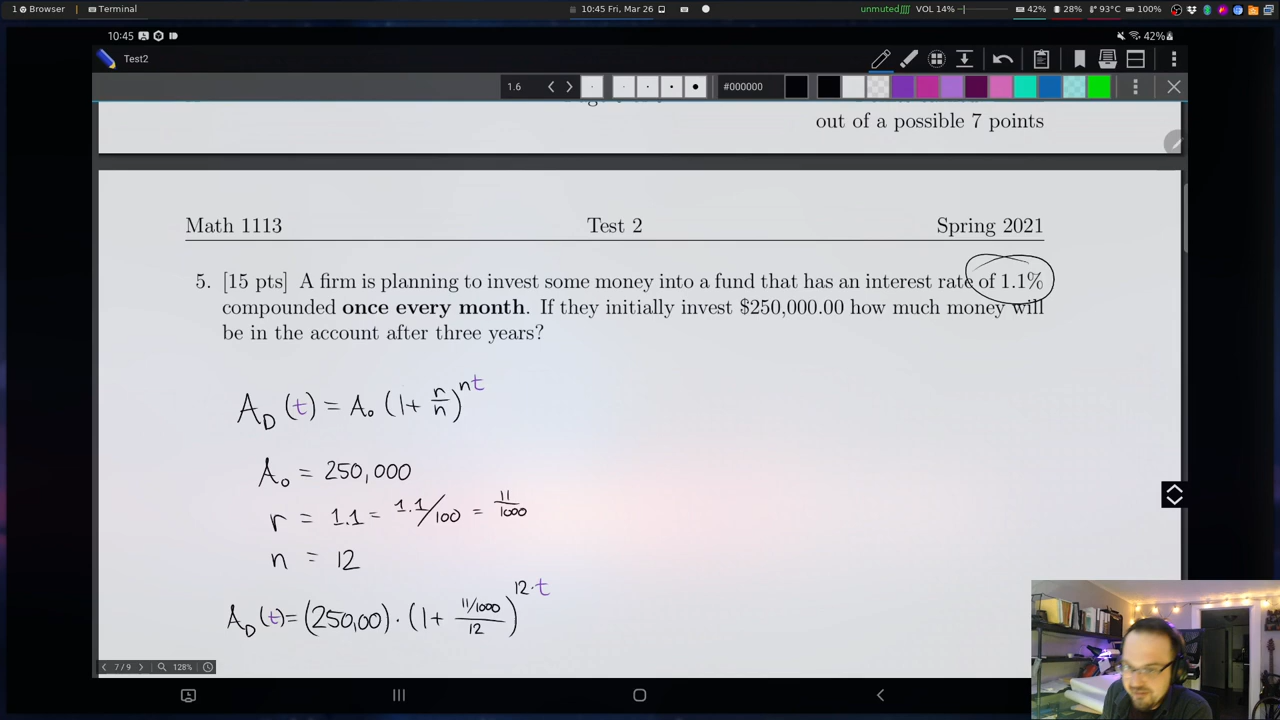 1 Browser 2 Terminal 10:45 Fri, Mar 26 unmuted VOL 14% 42% 28% 93°C 100%
10:45 42%
Test2
1.6 #000000
out of a possible 7 points
Math 1113 Test 2 Spring 2021
5. [15 pts] A firm is planning to invest some money into a fund that has an interest rate of 1.1%
compounded once every month. If they initially invest $250,000.00 how much money will
be in the account after three years?
A_D (t) = A_0 (1 + r/n)^nt
A_0 = 250,000
r = 1.1 = 1.1/100 = 11/1000
n = 12
A_D (t) = (250,00) · (1 + (11/1000)/12)^12·t
7 / 9 128%